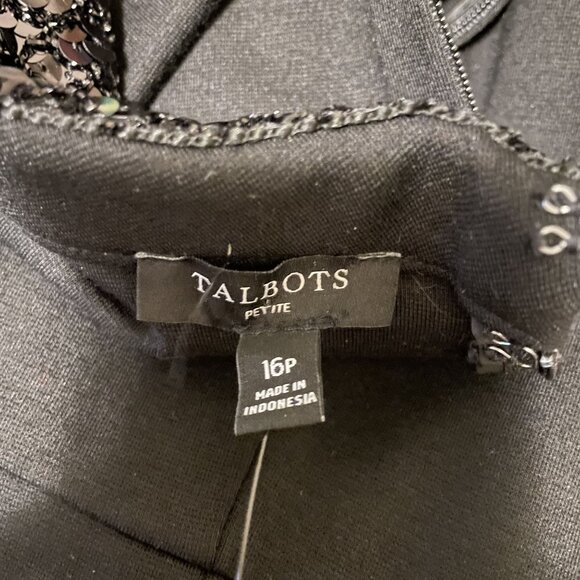 TALBOTS
PETITE
16P
MADE IN
INDONESIA